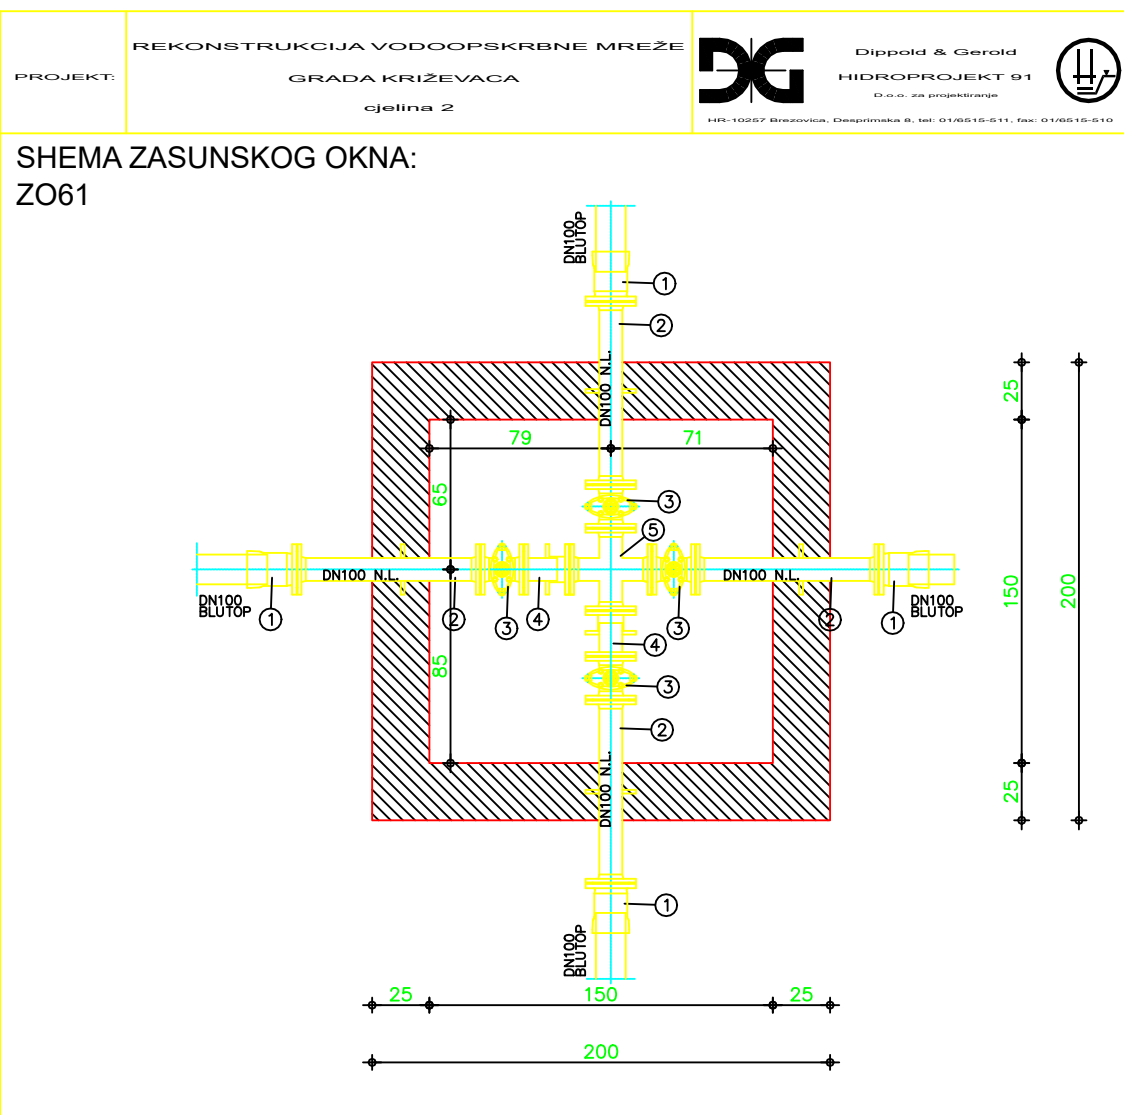 PROJEKT:
REKONSTRUKCIJA VODOOPSKRBNE MREŽE
GRADA KRIŽEVACA
cjelina 2
DG
Dippold & Gerold
HIDROPROJEKT 91
D.o.o. za projektiranje
HR-10257 Brezovica, Desprimska 8, tel: 01/6515-511, fax: 01/6515-510
SHEMA ZASUNSKOG OKNA:
ZO61
DN100
BLUTOP
1
2
DN100 N.L.
25
79
71
65
3
5
DN100 N.L.
DN100 N.L.
DN100
BLUTOP
1
2
3
4
3
2
1
DN100
BLUTOP
150
200
4
85
3
2
DN100 N.L.
25
1
DN100
BLUTOP
25
150
25
200